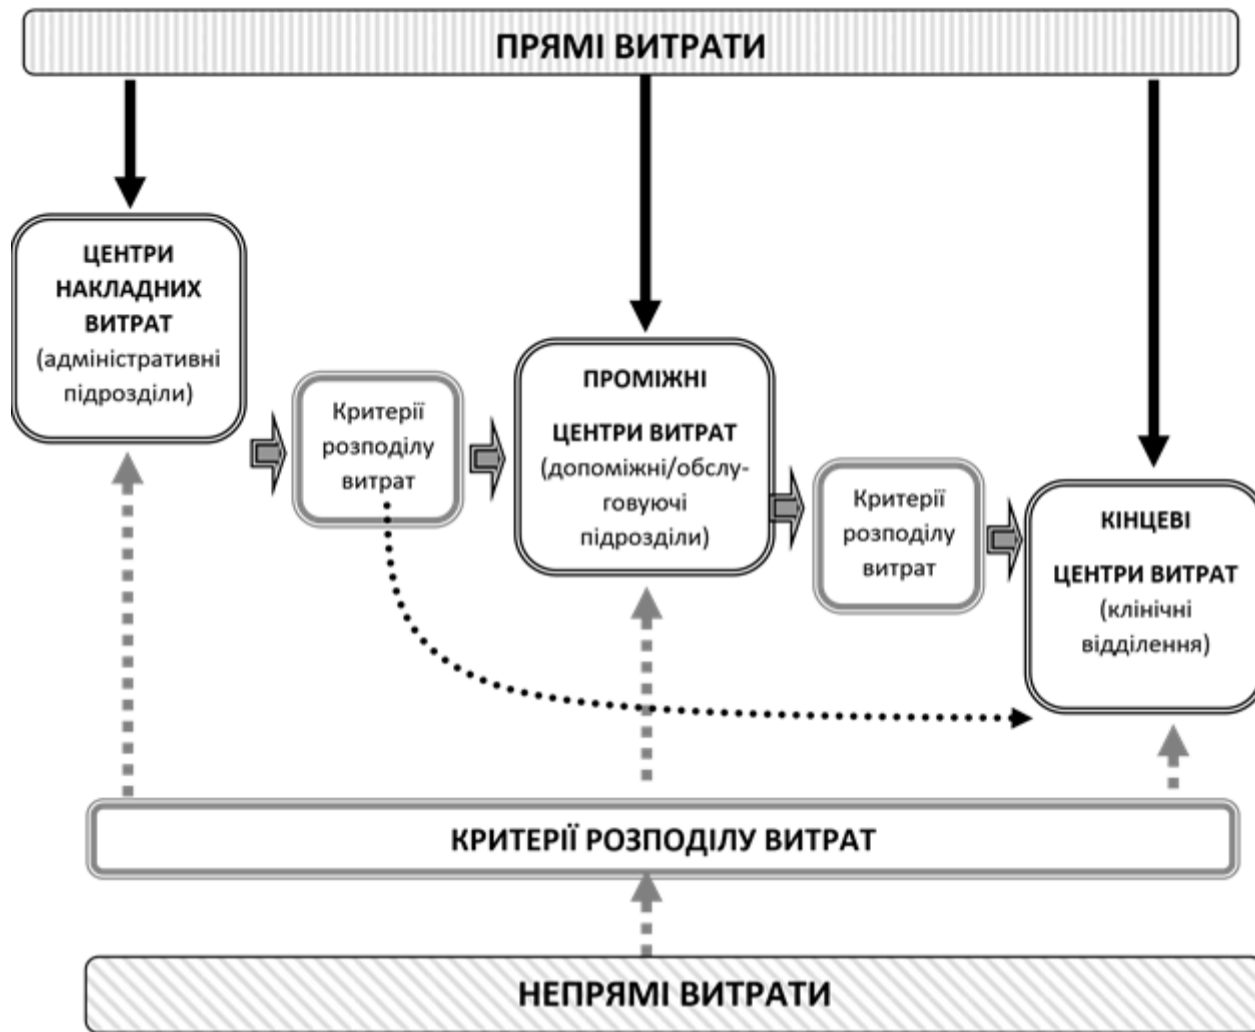 ПРЯМІ ВИТРАТИ
ЦЕНТРИ
НАКЛАДНИХ
ВИТРАТ
(адміністративні
підрозділи)
Критерії
розподілу
витрат
ПРОМІЖНІ
ЦЕНТРИ ВИТРАТ
(допоміжні/обслу-
говуючі
підрозділи)
Критерії
розподілу
витрат
КІНЦЕВІ
ЦЕНТРИ ВИТРАТ
(клінічні
відділення)
КРИТЕРІЇ РОЗПОДІЛУ ВИТРАТ
НЕПРЯМІ ВИТРАТИ